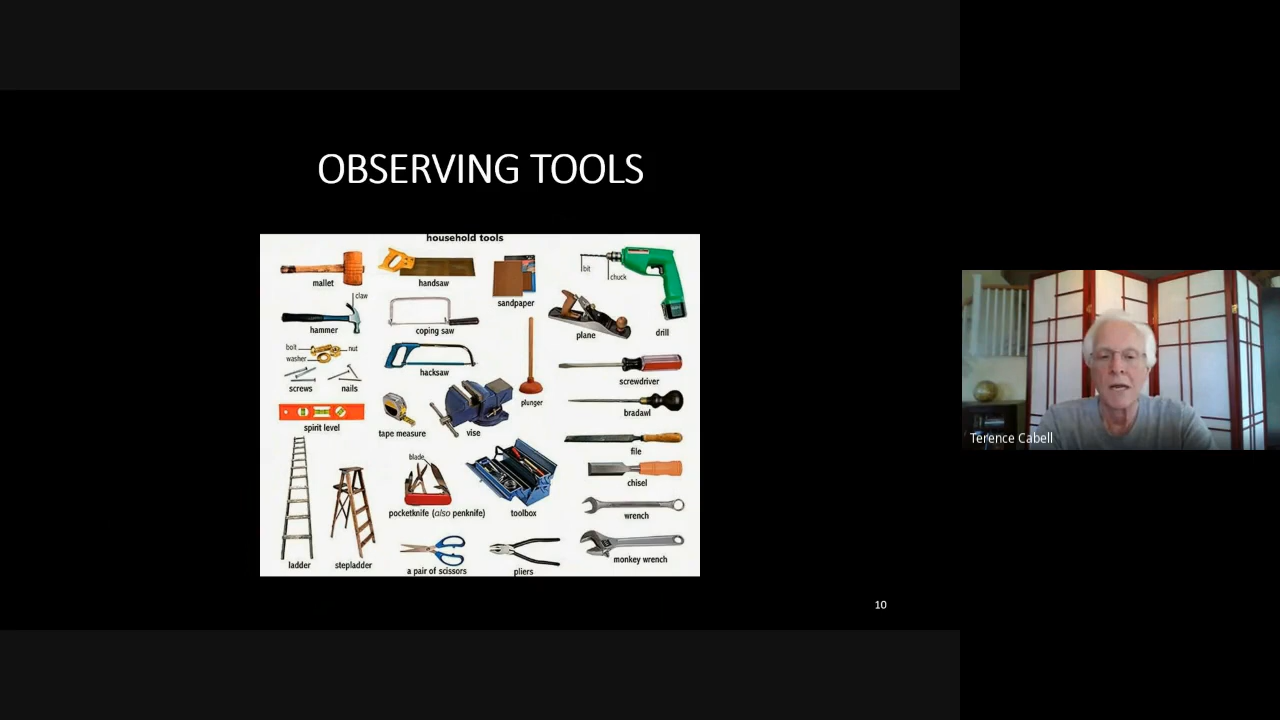 OBSERVING TOOLS
household tools
mallet
handsaw
sandpaper
bit
chuck
drill
claw
hammer
coping saw
plane
bolt
nut
washer
screws
nails
hacksaw
plunger
screwdriver
bradawl
spirit level
tape measure
vise
file
blade
chisel
pocketknife (also penknife)
toolbox
wrench
ladder
stepladder
a pair of scissors
pliers
monkey wrench
10
Terence Cabell